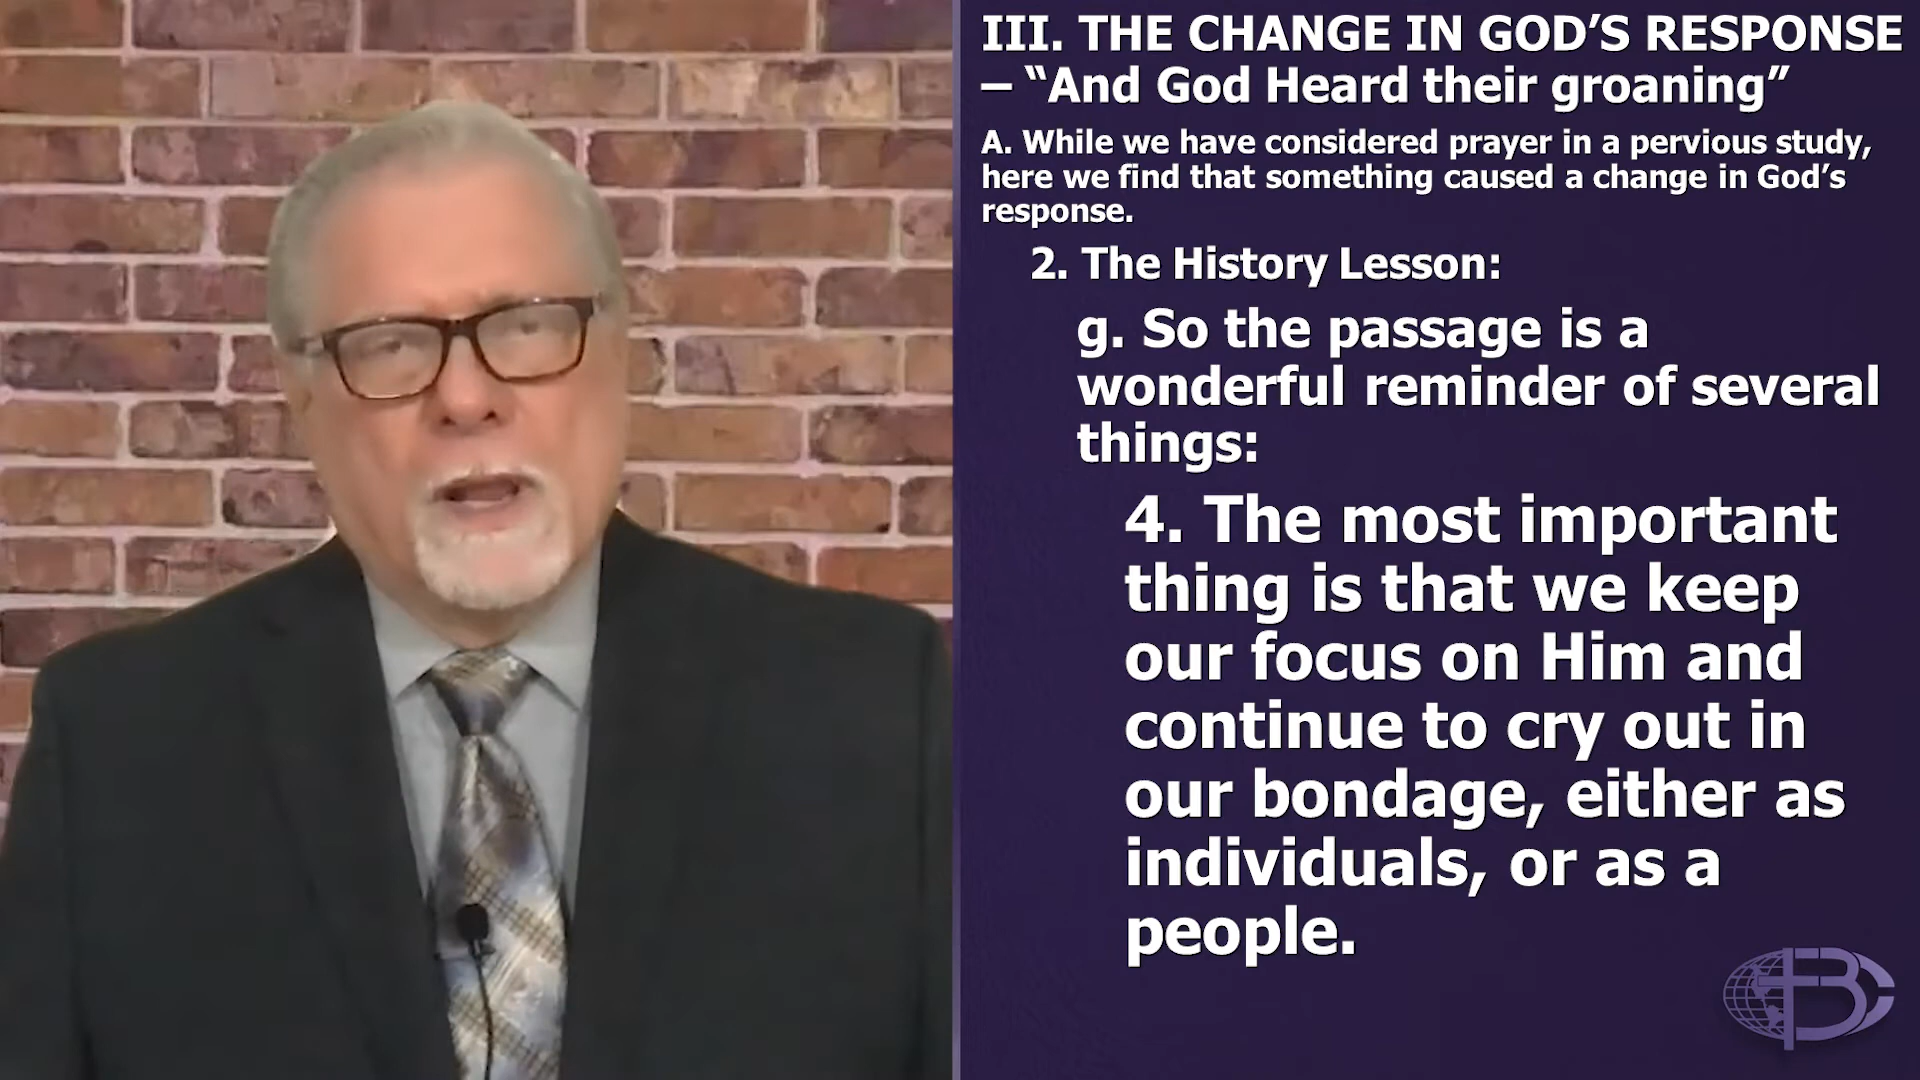 III. THE CHANGE IN GOD’S RESPONSE
– “And God Heard their groaning”
A. While we have considered prayer in a pervious study,
here we find that something caused a change in God’s
response.
2. The History Lesson:
g. So the passage is a
wonderful reminder of several
things:
4. The most important
thing is that we keep
our focus on Him and
continue to cry out in
our bondage, either as
individuals, or as a
people.